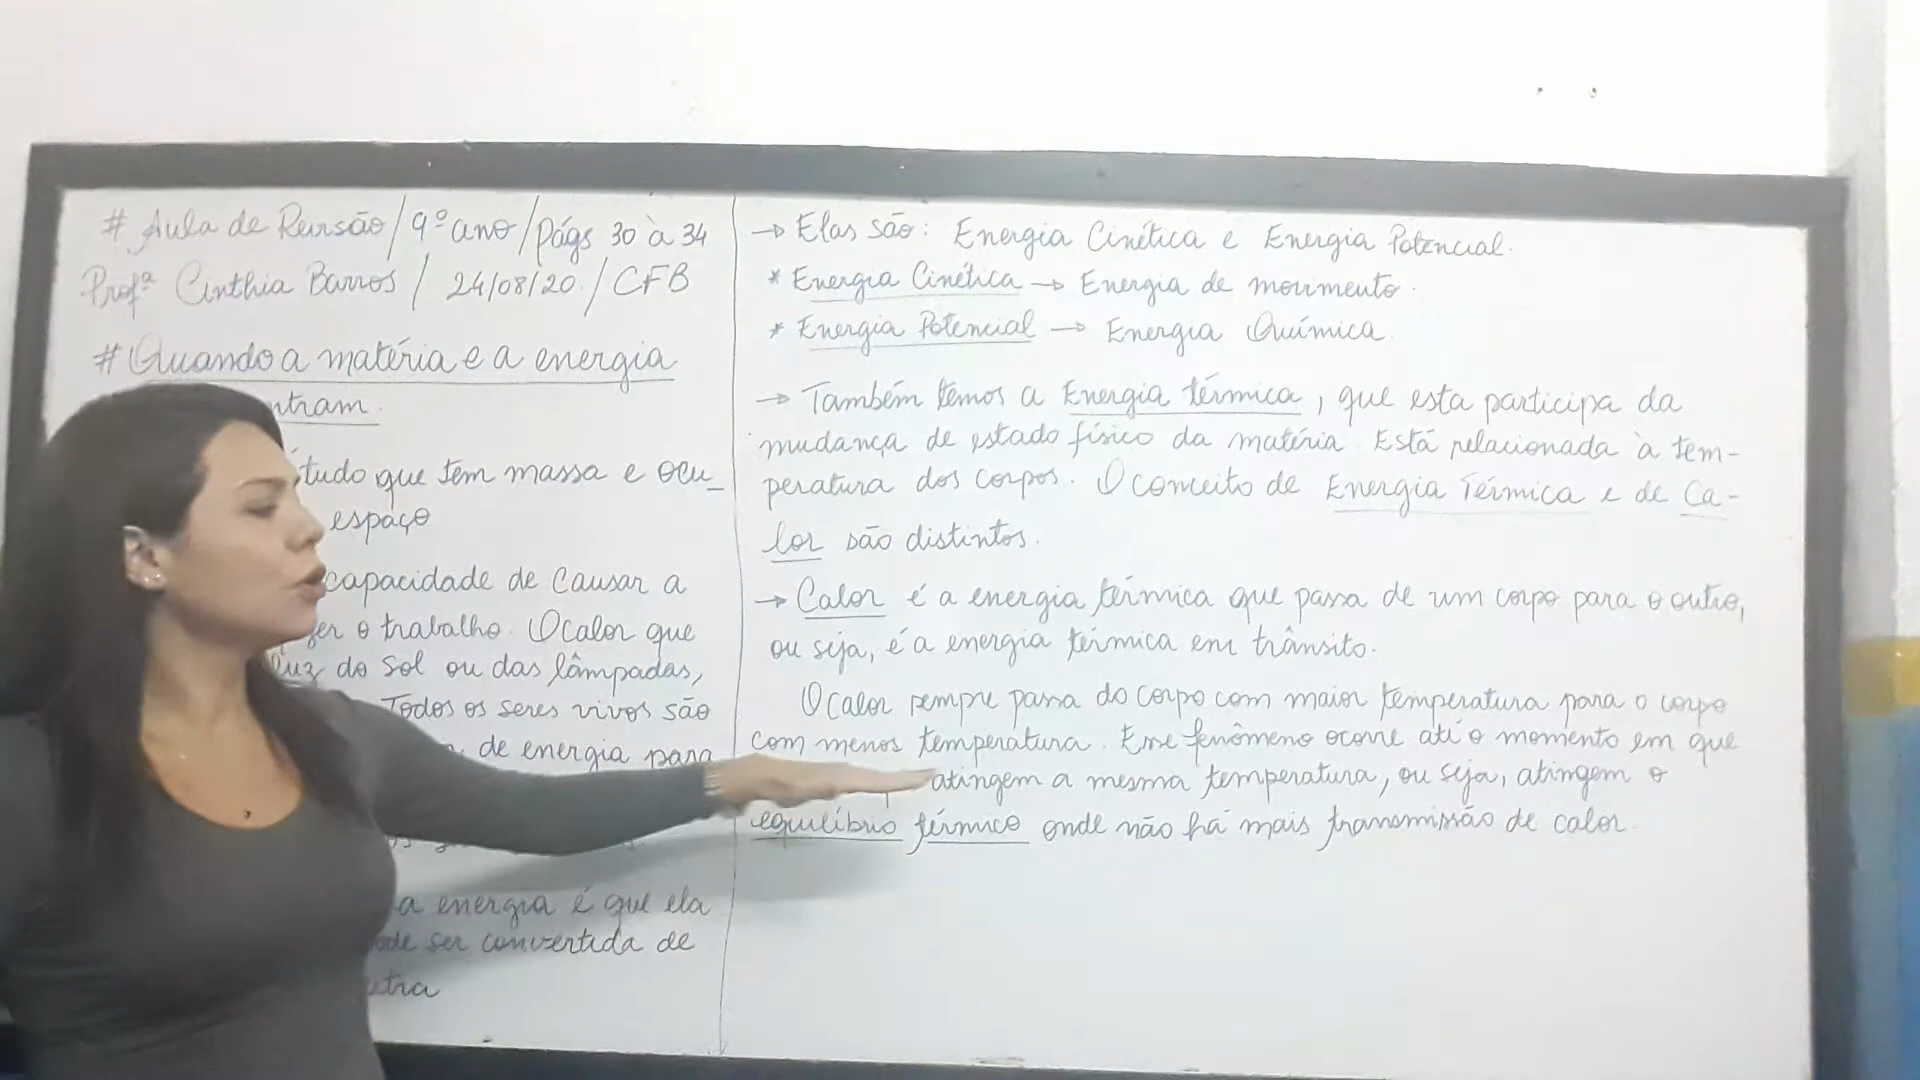 # Aula de Revisão / 9º ano / págs 30 à 34
Profª Cinthia Barros / 24/08/20. / CFB
# Quando a matéria e a energia
ntram.
tudo que tem massa e ocu_
espaço
capacidade de causar a
o trabalho. O calor que
luz do sol ou das lâmpadas,
Todos os seres vivos são
de energia para
a energia é que ela
ser convertida de
→ Elas são: Energia Cinética e Energia Potencial.
* Energia Cinética → Energia de movimento.
* Energia Potencial → Energia Química
→ Também temos a Energia térmica, que esta participa da
mudança de estado físico da matéria. Está relacionada à tem-
peratura dos corpos. O conceito de Energia Térmica e de Ca-
lor são distintos.
→ Calor é a energia térmica que passa de um corpo para o outro,
ou seja, é a energia térmica em trânsito.
O calor sempre passa do corpo com maior temperatura para o corpo
com menos temperatura. Esse fenômeno ocorre até o momento em que
atingem a mesma temperatura, ou seja, atingem o
equilíbrio térmico onde não há mais transmissão de calor.